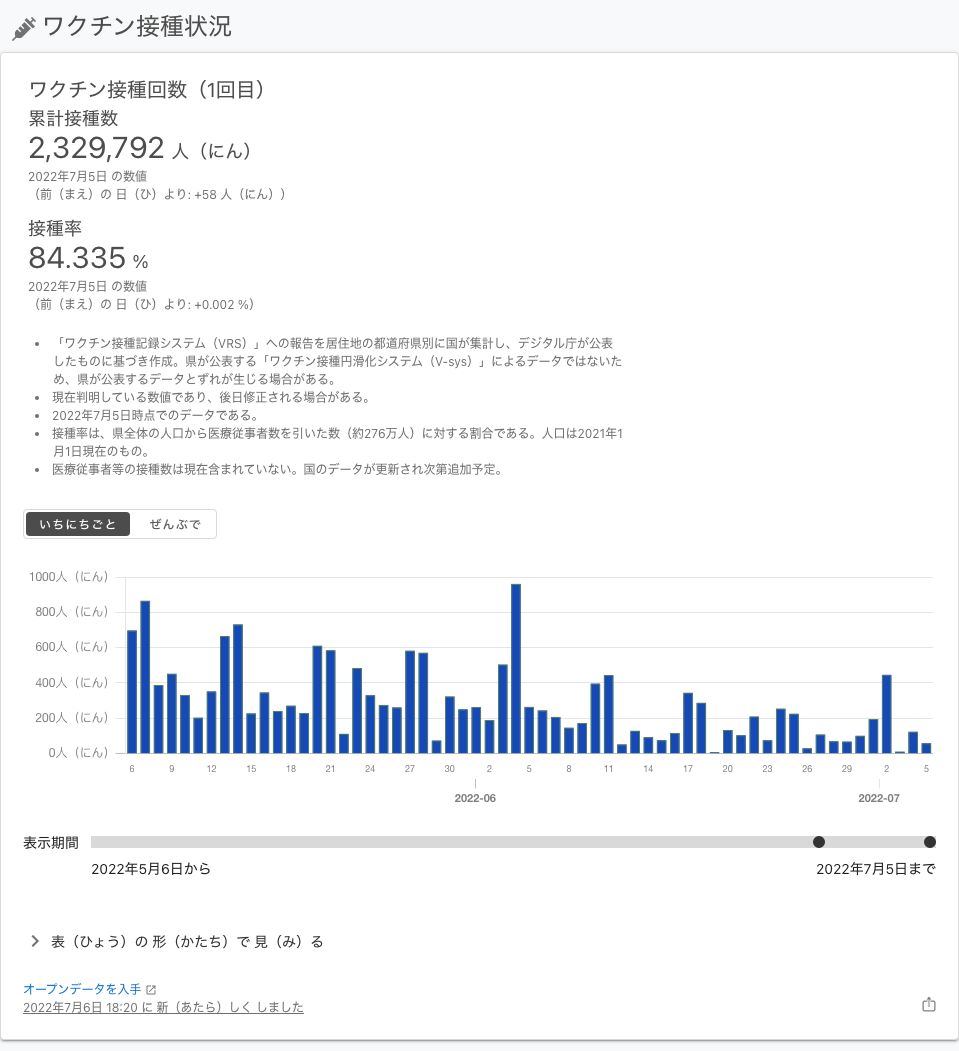 ワクチン接種状況
ワクチン接種回数（1回目）
累計接種数
2,329,792 人（にん）
2022年7月5日 の数値
（前（まえ）の 日（ひ）より: +58 人（にん））
接種率
84.335 %
2022年7月5日 の数値
（前（まえ）の 日（ひ）より: +0.002 %）
• 「ワクチン接種記録システム（VRS）」への報告を居住地の都道府県別に国が集計し、デジタル庁が公表
したものに基づき作成。県が公表する「ワクチン接種円滑化システム（V-sys）」によるデータではないた
め、県が公表するデータとずれが生じる場合がある。
• 現在判明している数値であり、後日修正される場合がある。
• 2022年7月5日時点でのデータである。
• 接種率は、県全体の人口から医療従事者数を引いた数（約276万人）に対する割合である。人口は2021年1
月1日現在のもの。
• 医療従事者等の接種数は現在含まれていない。国のデータが更新され次第追加予定。
いちにちごと ぜんぶで
1000人（にん）
800人（にん）
600人（にん）
400人（にん）
200人（にん）
0人（にん）
6 9 12 15 18 21 24 27 30 2 5 8 11 14 17 20 23 26 29 2 5
2022-06 2022-07
表示期間
2022年5月6日から 2022年7月5日まで
表（ひょう）の 形（かたち）で 見（み）る
オープンデータを入手
2022年7月6日 18:20 に 新（あたら）しく しました